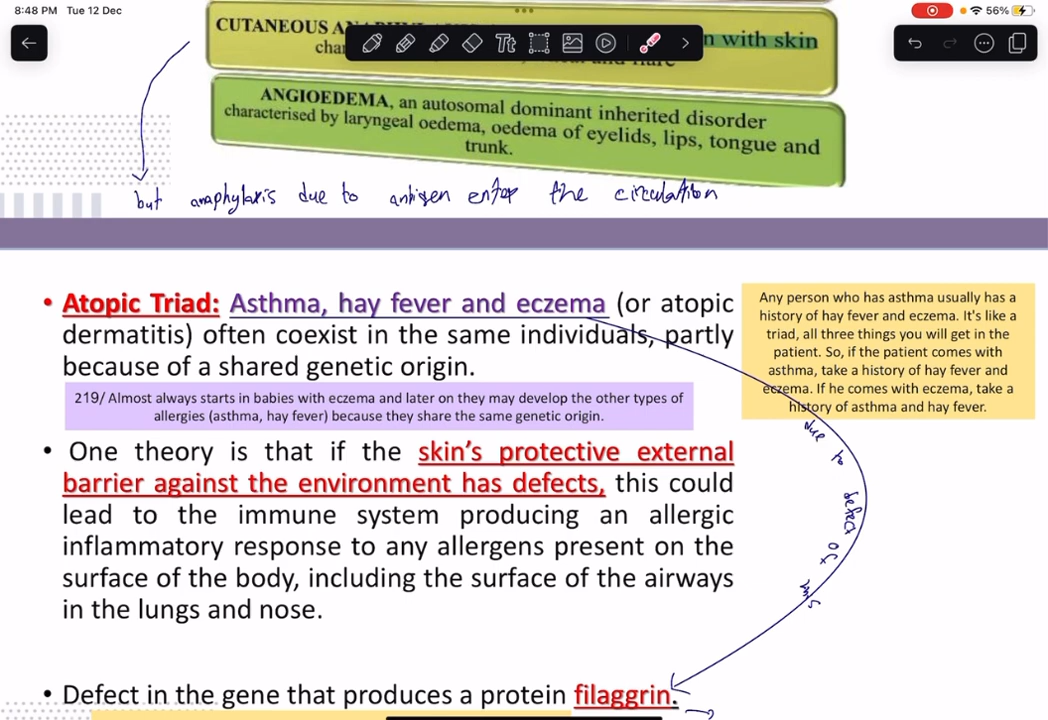 8:48 PM Tue 12 Dec
56%
CUTANEOUS
n with skin
cha
Tt
ANGIOEDEMA, an autosomal dominant inherited disorder
characterised by laryngeal oedema, oedema of eyelids, lips, tongue and
trunk.
but anaphylaxis due to antigen enter the circulation
• Atopic Triad: Asthma, hay fever and eczema (or atopic
dermatitis) often coexist in the same individuals, partly
because of a shared genetic origin.
219/ Almost always starts in babies with eczema and later on they may develop the other types of
allergies (asthma, hay fever) because they share the same genetic origin.
Any person who has asthma usually has a
history of hay fever and eczema. It's like a
triad, all three things you will get in the
patient. So, if the patient comes with
asthma, take a history of hay fever and
eczema. If he comes with eczema, take a
history of asthma and hay fever.
due to defect of
• One theory is that if the skin's protective external
barrier against the environment has defects, this could
lead to the immune system producing an allergic
inflammatory response to any allergens present on the
surface of the body, including the surface of the airways
in the lungs and nose.
• Defect in the gene that produces a protein filaggrin.